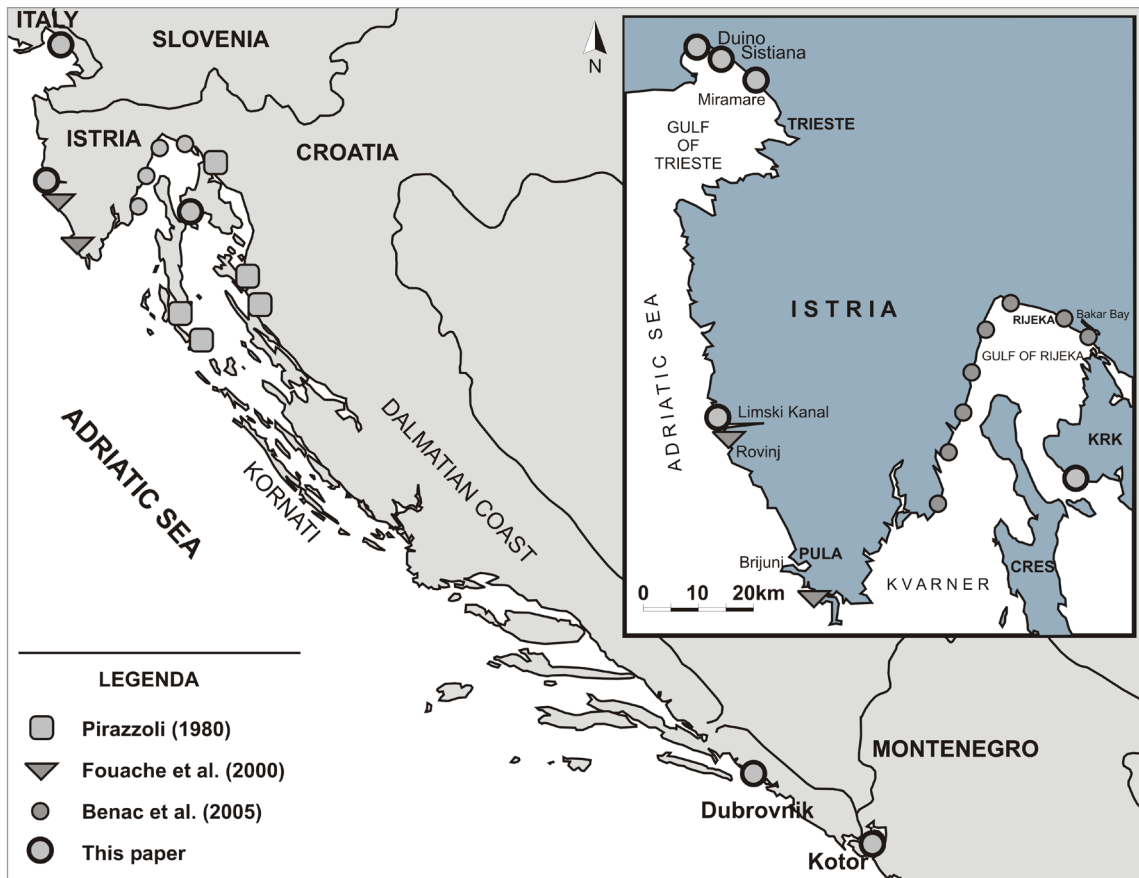 ITALY
SLOVENIA
N
ISTRIA
CROATIA
ADRIATIC SEA
KORNATI
DALMATIAN COAST
MONTENEGRO
Dubrovnik
Kotor
LEGENDA
Pirazzoli (1980)
Fouache et al. (2000)
Benac et al. (2005)
This paper
Duino
Sistiana
Miramare
TRIESTE
GULF
OF
TRIESTE
ADRIATIC SEA
ISTRIA
RIJEKA
Bakar Bay
GULF OF RIJEKA
Limski Kanal
Rovinj
KRK
Brijunj
PULA
CRES
KVARNER
0 10 20km